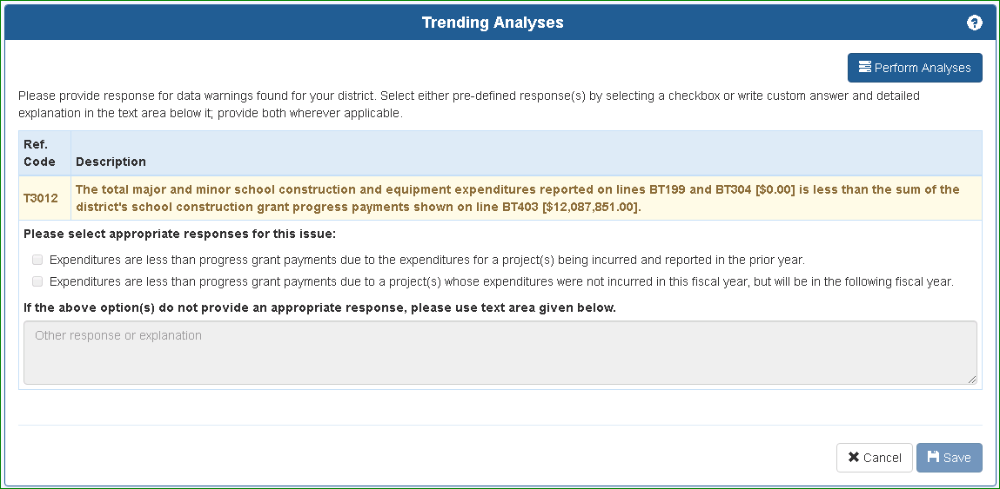 Trending Analyses
?
Perform Analyses
Please provide response for data warnings found for your district. Select either pre-defined response(s) by selecting a checkbox or write custom answer and detailed
explanation in the text area below it; provide both wherever applicable.
Ref.
Code Description
T3012 The total major and minor school construction and equipment expenditures reported on lines BT199 and BT304 [$0.00] is less than the sum of the
district's school construction grant progress payments shown on line BT403 [$12,087,851.00].
Please select appropriate responses for this issue:
Expenditures are less than progress grant payments due to the expenditures for a project(s) being incurred and reported in the prior year.
Expenditures are less than progress grant payments due to a project(s) whose expenditures were not incurred in this fiscal year, but will be in the following fiscal year.
If the above option(s) do not provide an appropriate response, please use text area given below.
Other response or explanation
Cancel Save